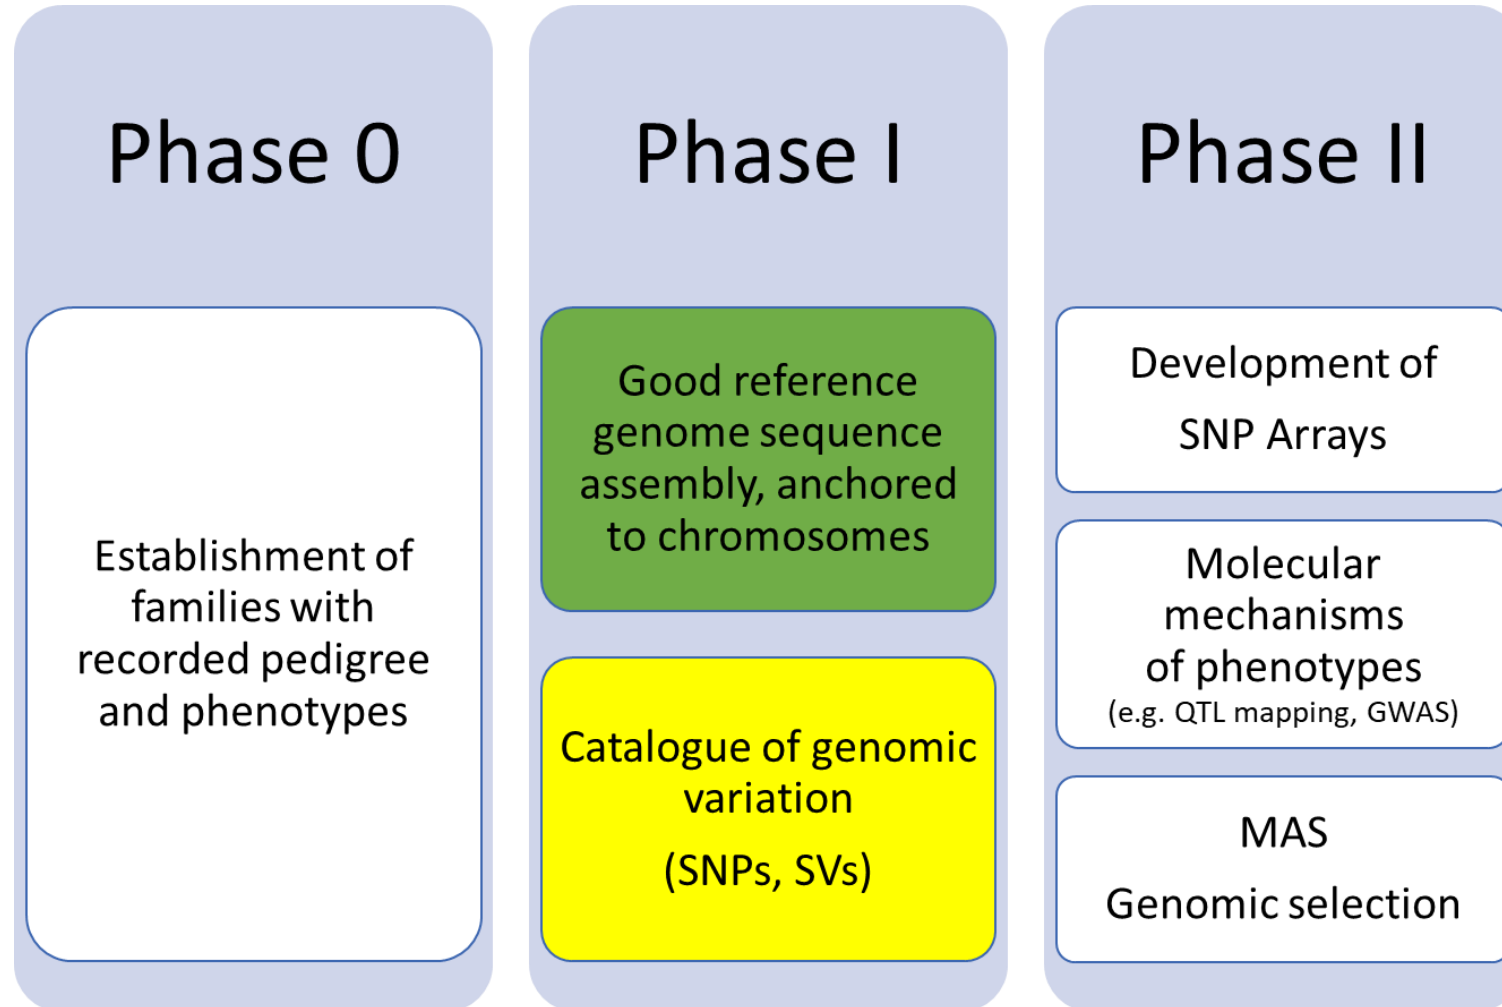 Phase 0
Establishment of
families with
recorded pedigree
and phenotypes
Phase I
Good reference
genome sequence
assembly, anchored
to chromosomes
Catalogue of genomic
variation
(SNPs, SVs)
Phase II
Development of
SNP Arrays
Molecular
mechanisms
of phenotypes
(e.g. QTL mapping, GWAS)
MAS
Genomic selection